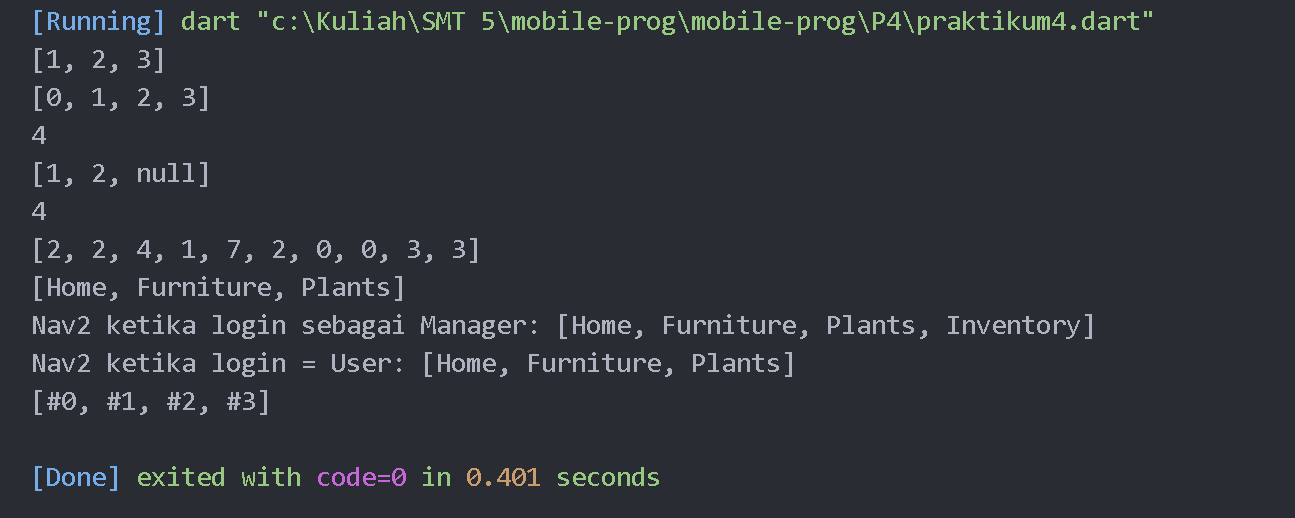 [Running] dart "c:\Kuliah\SMT 5\mobile-prog\mobile-prog\P4\praktikum4.dart"
[1, 2, 3]
[0, 1, 2, 3]
4
[1, 2, null]
4
[2, 2, 4, 1, 7, 2, 0, 0, 3, 3]
[Home, Furniture, Plants]
Nav2 ketika login sebagai Manager: [Home, Furniture, Plants, Inventory]
Nav2 ketika login = User: [Home, Furniture, Plants]
[#0, #1, #2, #3]
[Done] exited with code=0 in 0.401 seconds